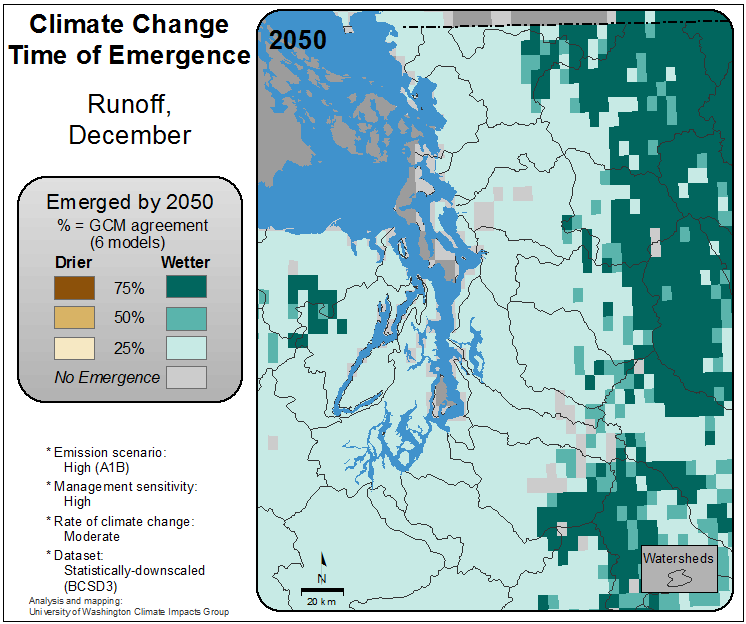 Climate Change
Time of Emergence
Runoff,
December
Emerged by 2050
% = GCM agreement
(6 models)
Drier Wetter
75%
50%
25%
No Emergence
* Emission scenario:
High (A1B)
* Management sensitivity:
High
* Rate of climate change:
Moderate
* Dataset:
Statistically-downscaled
(BCSD3)
Analysis and mapping:
University of Washington Climate Impacts Group
2050
N
20 km
Watersheds